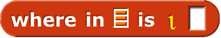 where in is ⍳